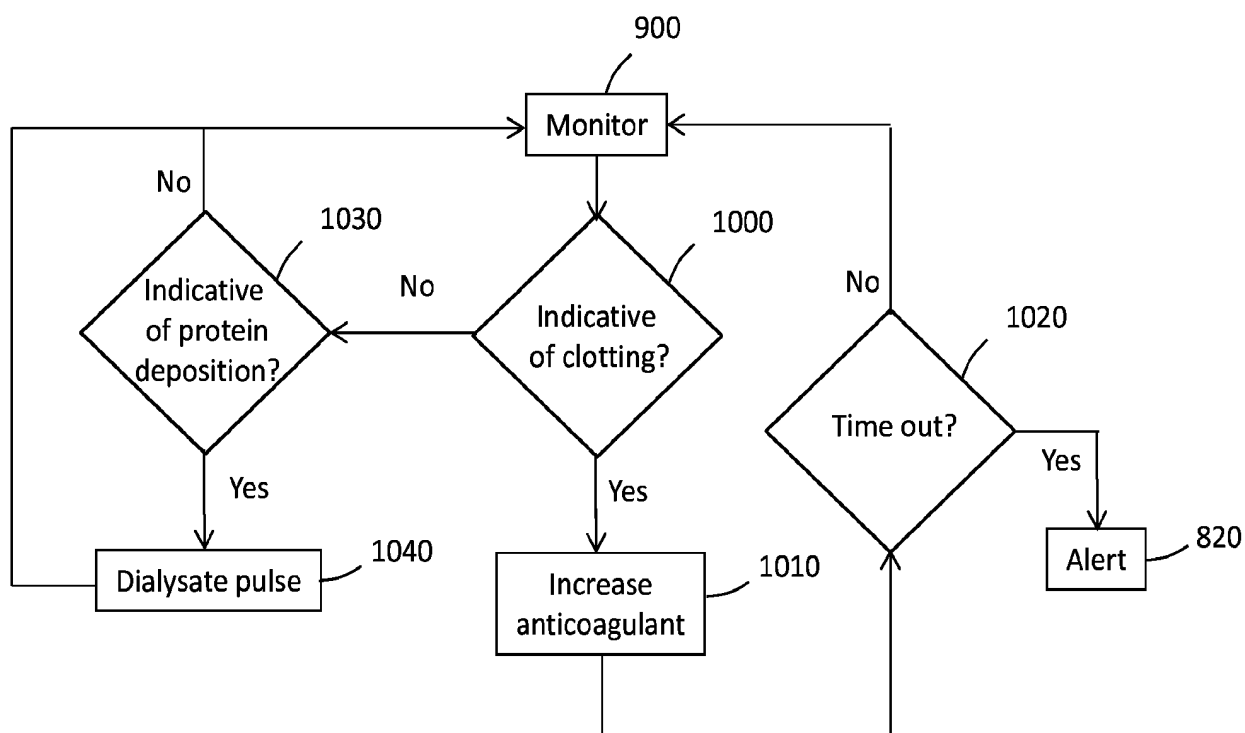 900
Monitor
No
1030
1000
Indicative
of protein
deposition?
No
Indicative
of clotting?
No
1020
Time out?
Yes
Yes
Yes
Dialysate pulse
1040
Increase
anticoagulant
1010
Alert
820